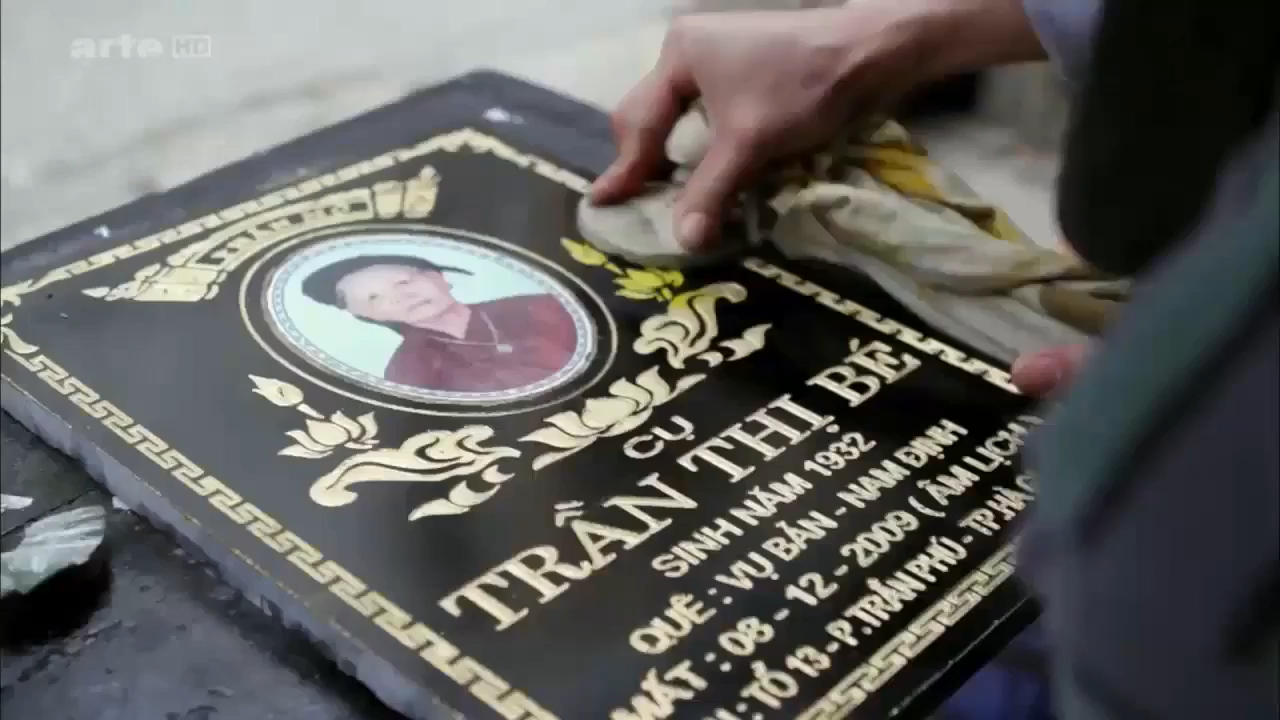 arte HD
CỤ
TRẦN THỊ BÉ
SINH NĂM 1932
QUÊ : VỤ BẢN - NAM ĐỊNH
MẤT : 08 - 12 - 2009 ( ÂM LỊCH )
: TỔ 13 - P. TRẦN PHÚ - TP. HÀ